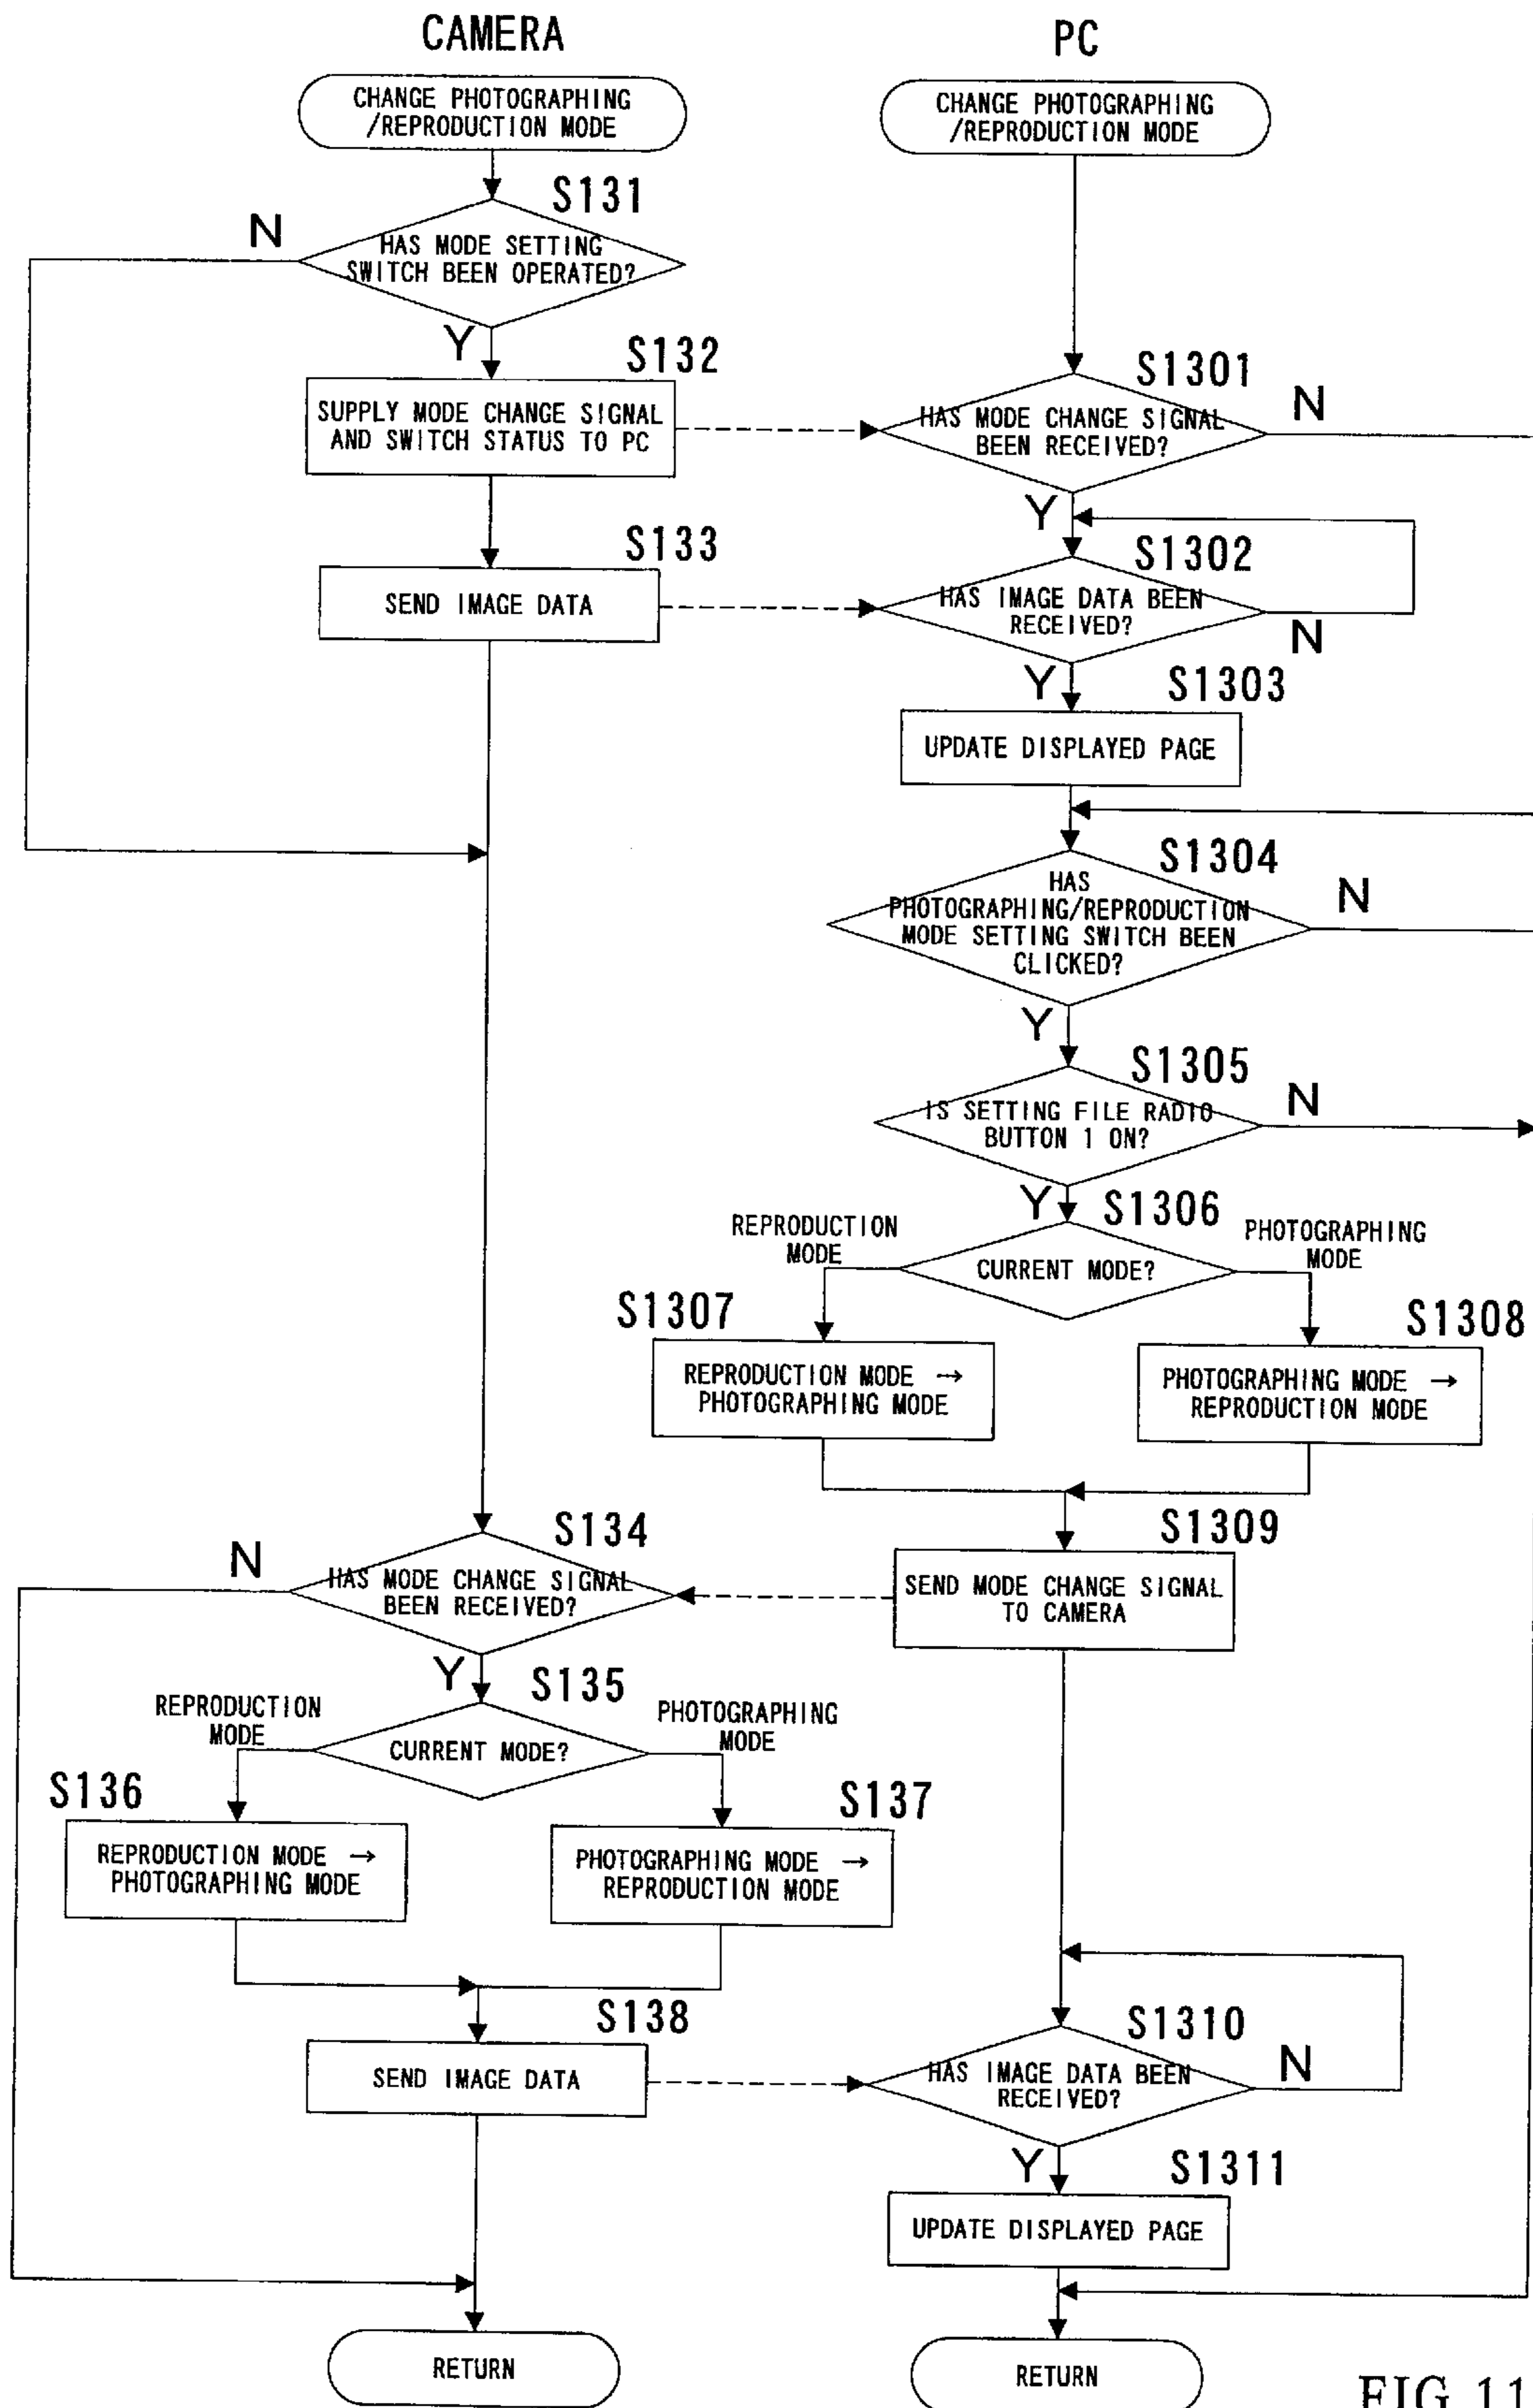 CAMERA
PC
CHANGE PHOTOGRAPHING
/REPRODUCTION MODE
CHANGE PHOTOGRAPHING
/REPRODUCTION MODE
S131
N
HAS MODE SETTING
SWITCH BEEN OPERATED?
Y
S132
SUPPLY MODE CHANGE SIGNAL
AND SWITCH STATUS TO PC
S1301
N
HAS MODE CHANGE SIGNAL
BEEN RECEIVED?
Y
S133
SEND IMAGE DATA
S1302
HAS IMAGE DATA BEEN
RECEIVED?
N
Y
S1303
UPDATE DISPLAYED PAGE
S1304
HAS
PHOTOGRAPHING/REPRODUCTION
MODE SETTING SWITCH BEEN
CLICKED?
N
Y
S1305
IS SETTING FILE RADIO
BUTTON 1 ON?
N
Y
S1306
REPRODUCTION
MODE
CURRENT MODE?
PHOTOGRAPHING
MODE
S1307
REPRODUCTION MODE →
PHOTOGRAPHING MODE
S1308
PHOTOGRAPHING MODE →
REPRODUCTION MODE
S134
N
HAS MODE CHANGE SIGNAL
BEEN RECEIVED?
Y
S1309
SEND MODE CHANGE SIGNAL
TO CAMERA
S135
REPRODUCTION
MODE
CURRENT MODE?
PHOTOGRAPHING
MODE
S136
REPRODUCTION MODE →
PHOTOGRAPHING MODE
S137
PHOTOGRAPHING MODE →
REPRODUCTION MODE
S138
SEND IMAGE DATA
S1310
HAS IMAGE DATA BEEN
RECEIVED?
N
Y
S1311
UPDATE DISPLAYED PAGE
RETURN
RETURN
FIG. 11